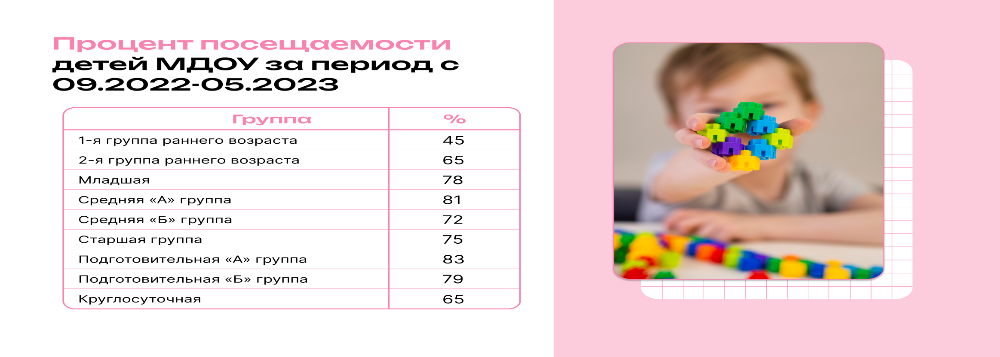 Процент посещаемости
детей МДОУ за период с
09.2022-05.2023
Группа %
1-я группа раннего возраста 45
2-я группа раннего возраста 65
Младшая 78
Средняя «А» группа 81
Средняя «Б» группа 72
Старшая группа 75
Подготовительная «А» группа 83
Подготовительная «Б» группа 79
Круглосуточная 65